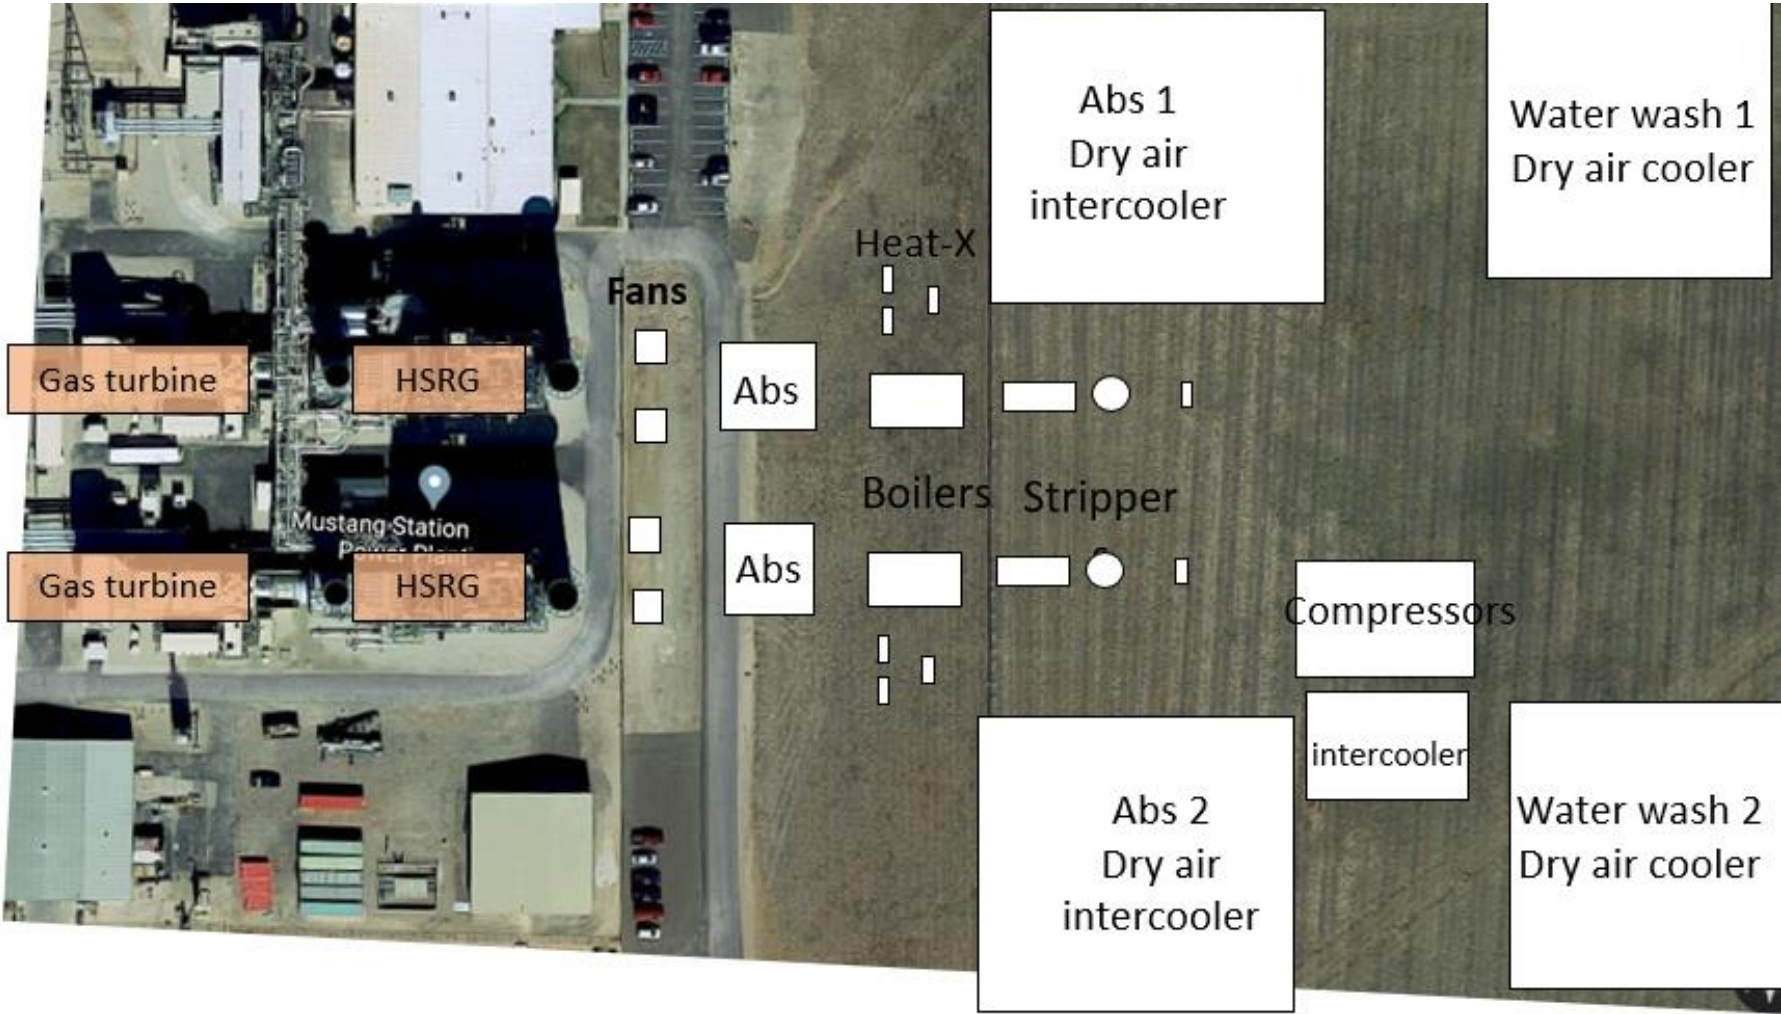 Abs 1
Dry air
intercooler
Water wash 1
Dry air cooler
Heat-X
Fans
Gas turbine
HSRG
Abs
Boilers
Stripper
Mustang Station
Power Plant
Gas turbine
HSRG
Abs
Compressors
intercooler
Abs 2
Dry air
intercooler
Water wash 2
Dry air cooler